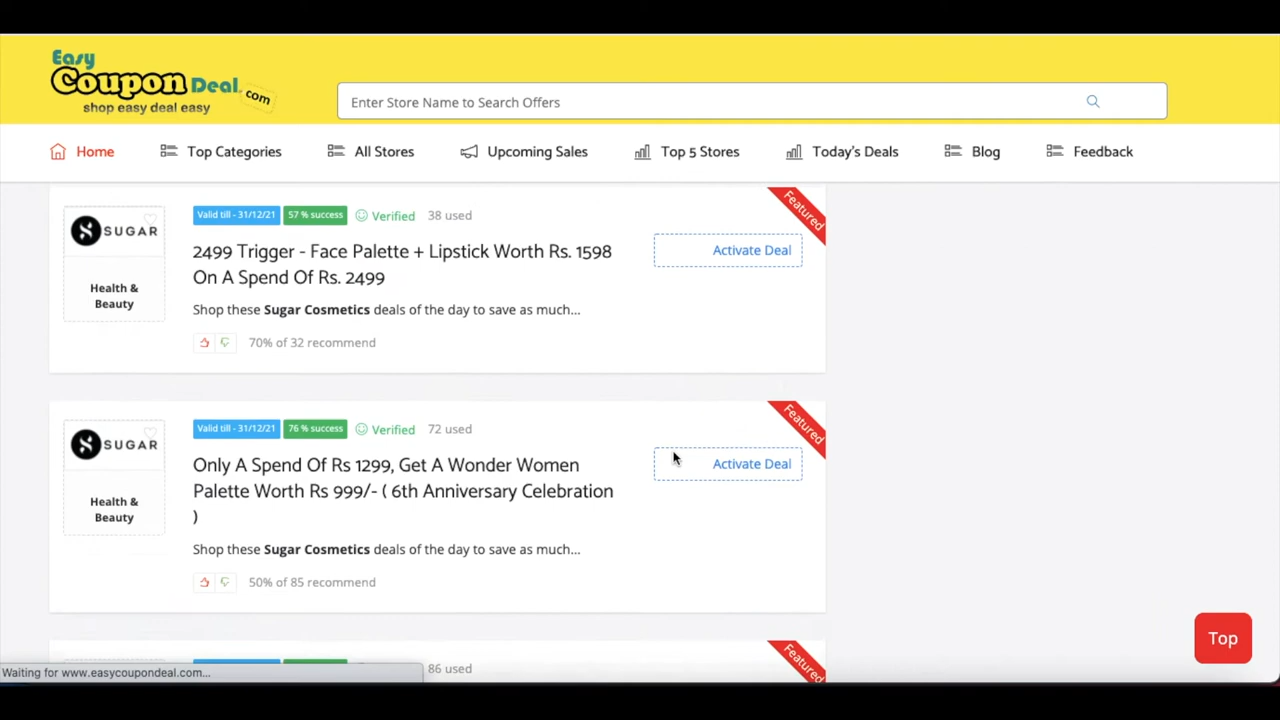 Easy
Coupon Deal.com
shop easy deal easy
Enter Store Name to Search Offers
Home Top Categories All Stores Upcoming Sales Top 5 Stores Today's Deals Blog Feedback
Featured
SUGAR
Health &
Beauty
Valid till - 31/12/21 57 % success Verified 38 used
2499 Trigger - Face Palette + Lipstick Worth Rs. 1598
On A Spend Of Rs. 2499
Shop these Sugar Cosmetics deals of the day to save as much...
70% of 32 recommend
Activate Deal
Featured
SUGAR
Health &
Beauty
Valid till - 31/12/21 76 % success Verified 72 used
Only A Spend Of Rs 1299, Get A Wonder Women
Palette Worth Rs 999/- ( 6th Anniversary Celebration
)
Shop these Sugar Cosmetics deals of the day to save as much...
50% of 85 recommend
Activate Deal
Featured
86 used
Top
Waiting for www.easycoupondeal.com...